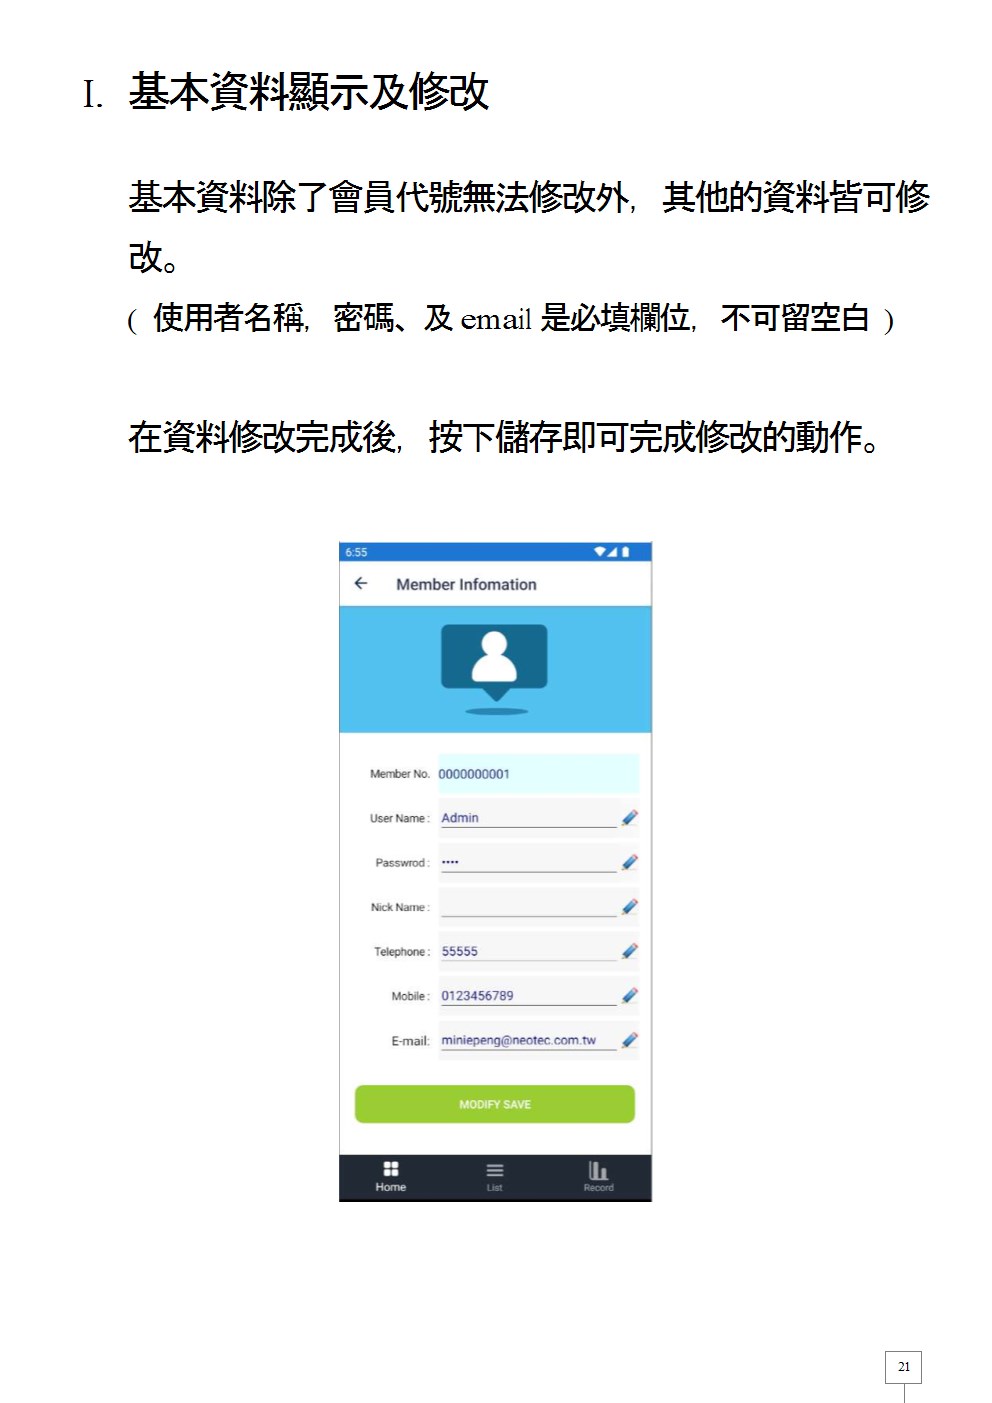 I. 基本資料顯示及修改
基本資料除了會員代號無法修改外, 其他的資料皆可修
改。
( 使用者名稱, 密碼、及 email 是必填欄位, 不可留空白 )
在資料修改完成後, 按下儲存即可完成修改的動作。
6:55
Member Infomation
Member No. 0000000001
User Name : Admin
Passwrod : ••••
Nick Name :
Telephone : 55555
Mobile : 0123456789
E-mail: miniepeng@neotec.com.tw
MODIFY SAVE
Home List Record
21